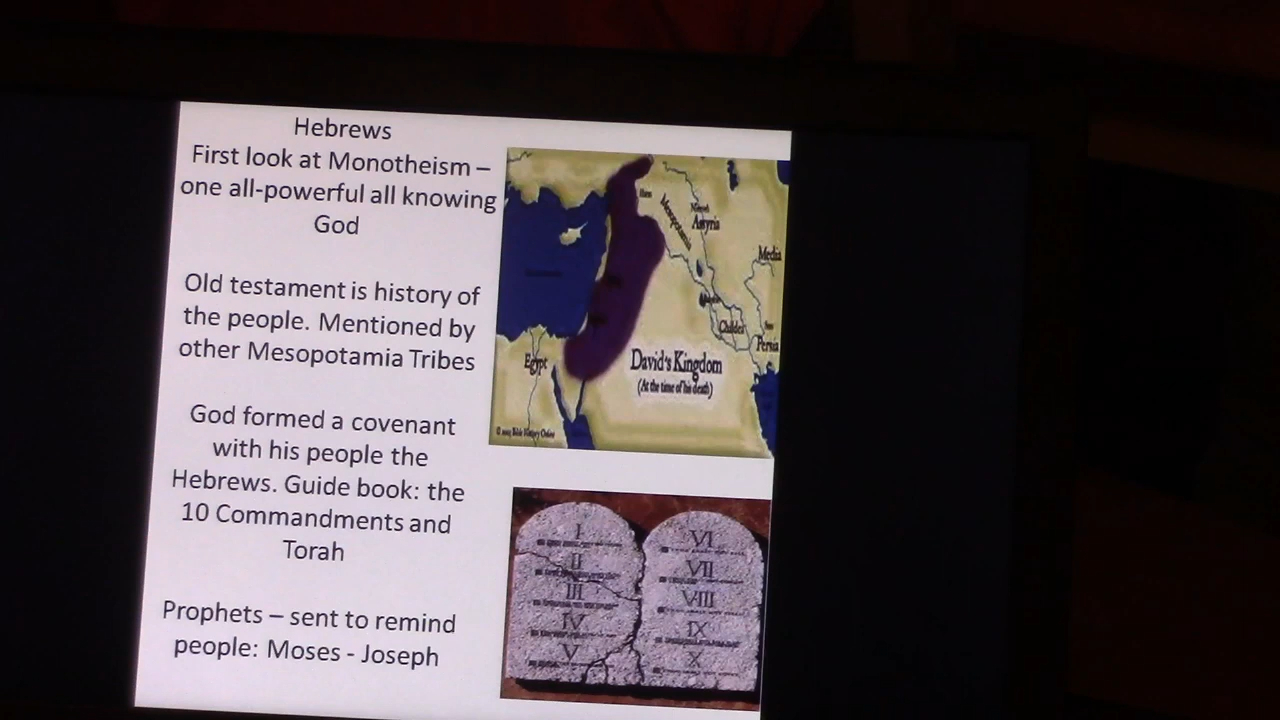 Hebrews
First look at Monotheism –
one all-powerful all knowing
God
Old testament is history of
the people. Mentioned by
other Mesopotamia Tribes
God formed a covenant
with his people the
Hebrews. Guide book: the
10 Commandments and
Torah
Prophets – sent to remind
people: Moses - Joseph
Mesopotamia
Assyria
Media
Persia
Egypt
David's Kingdom
(At the time of his death)
I
II
III
IV
V
VI
VII
VIII
IX
X